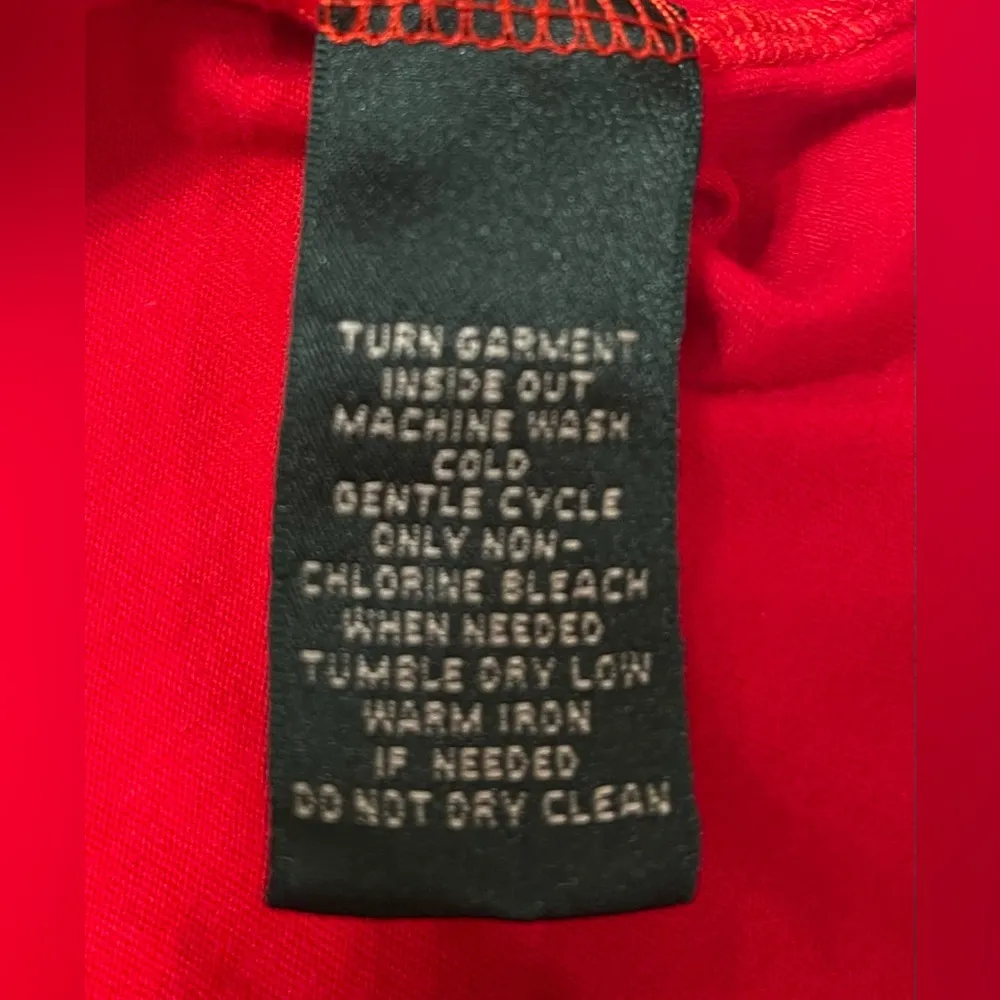 TURN GARMENT
INSIDE OUT
MACHINE WASH
COLD
GENTLE CYCLE
ONLY NON-
CHLORINE BLEACH
WHEN NEEDED
TUMBLE DRY LOW
WARM IRON
IF NEEDED
DO NOT DRY CLEAN